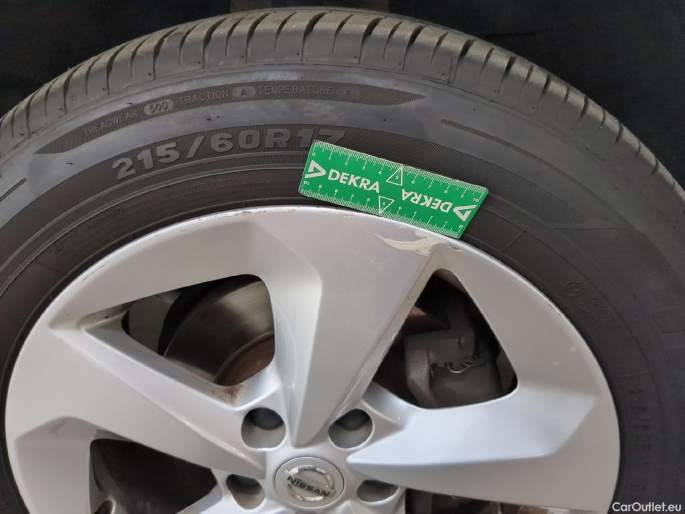 TREADWEAR 500 TRACTION A TEMPERATURE A
215/60R17
DEKRA
DEKRA
NISSAN
CarOutlet.eu